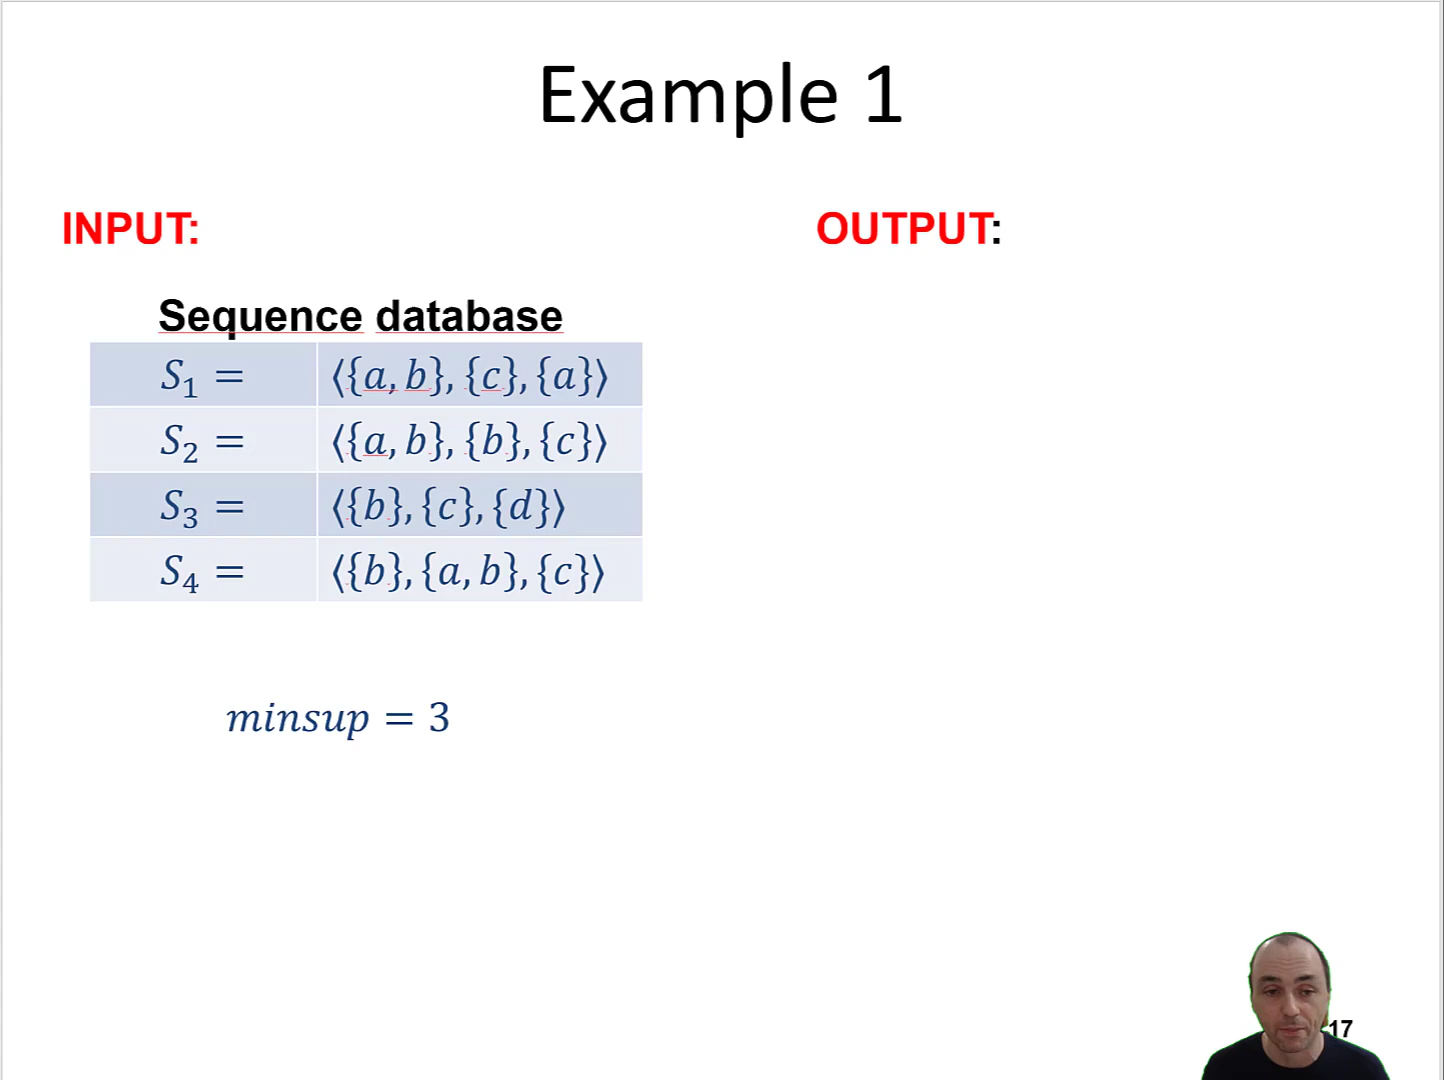 Example 1
INPUT:
OUTPUT:
Sequence database
S₁ = ⟨{a, b}, {c}, {a}⟩
S₂ = ⟨{a, b}, {b}, {c}⟩
S₃ = ⟨{b}, {c}, {d}⟩
S₄ = ⟨{b}, {a, b}, {c}⟩
minsup = 3
17